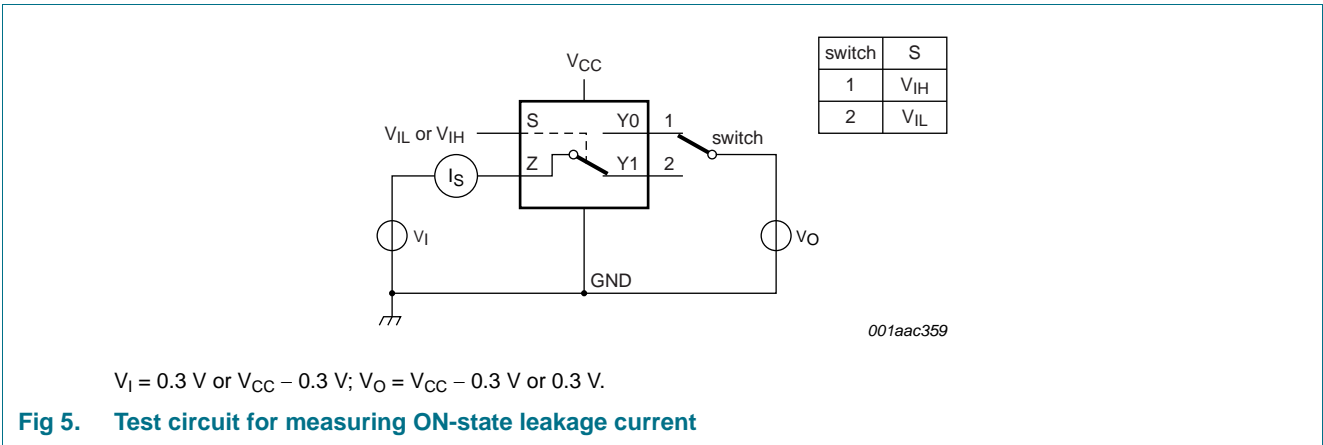 switch S
1 VIH
2 VIL
VCC
S Y0 1
VIL or VIH
switch
Z Y1 2
IS
VI
VO
GND
001aac359
VI = 0.3 V or VCC − 0.3 V; VO = VCC − 0.3 V or 0.3 V.
Fig 5. Test circuit for measuring ON-state leakage current